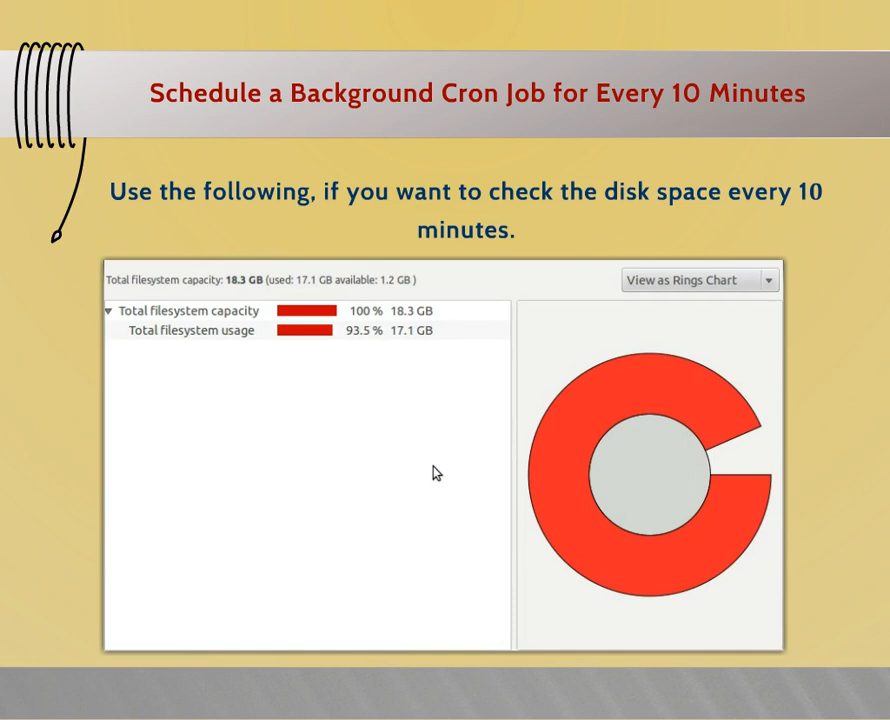 Schedule a Background Cron Job for Every 10 Minutes
Use the following, if you want to check the disk space every 10
minutes.
Total filesystem capacity: 18.3 GB (used: 17.1 GB available: 1.2 GB )
View as Rings Chart
Total filesystem capacity 100 % 18.3 GB
Total filesystem usage 93.5 % 17.1 GB